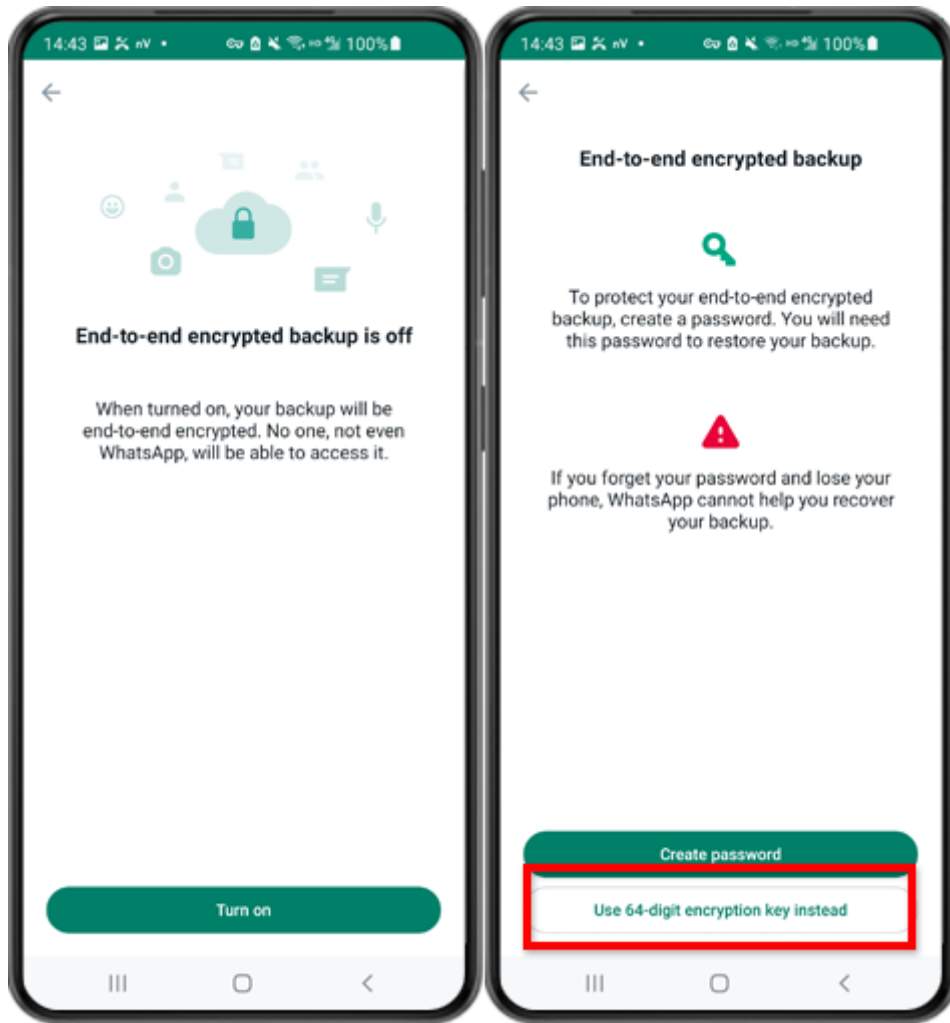 14:43 nV • 4G 100%
End-to-end encrypted backup is off
When turned on, your backup will be
end-to-end encrypted. No one, not even
WhatsApp, will be able to access it.
Turn on
14:43 nV • 4G 100%
End-to-end encrypted backup
To protect your end-to-end encrypted
backup, create a password. You will need
this password to restore your backup.
If you forget your password and lose your
phone, WhatsApp cannot help you recover
your backup.
Create password
Use 64-digit encryption key instead